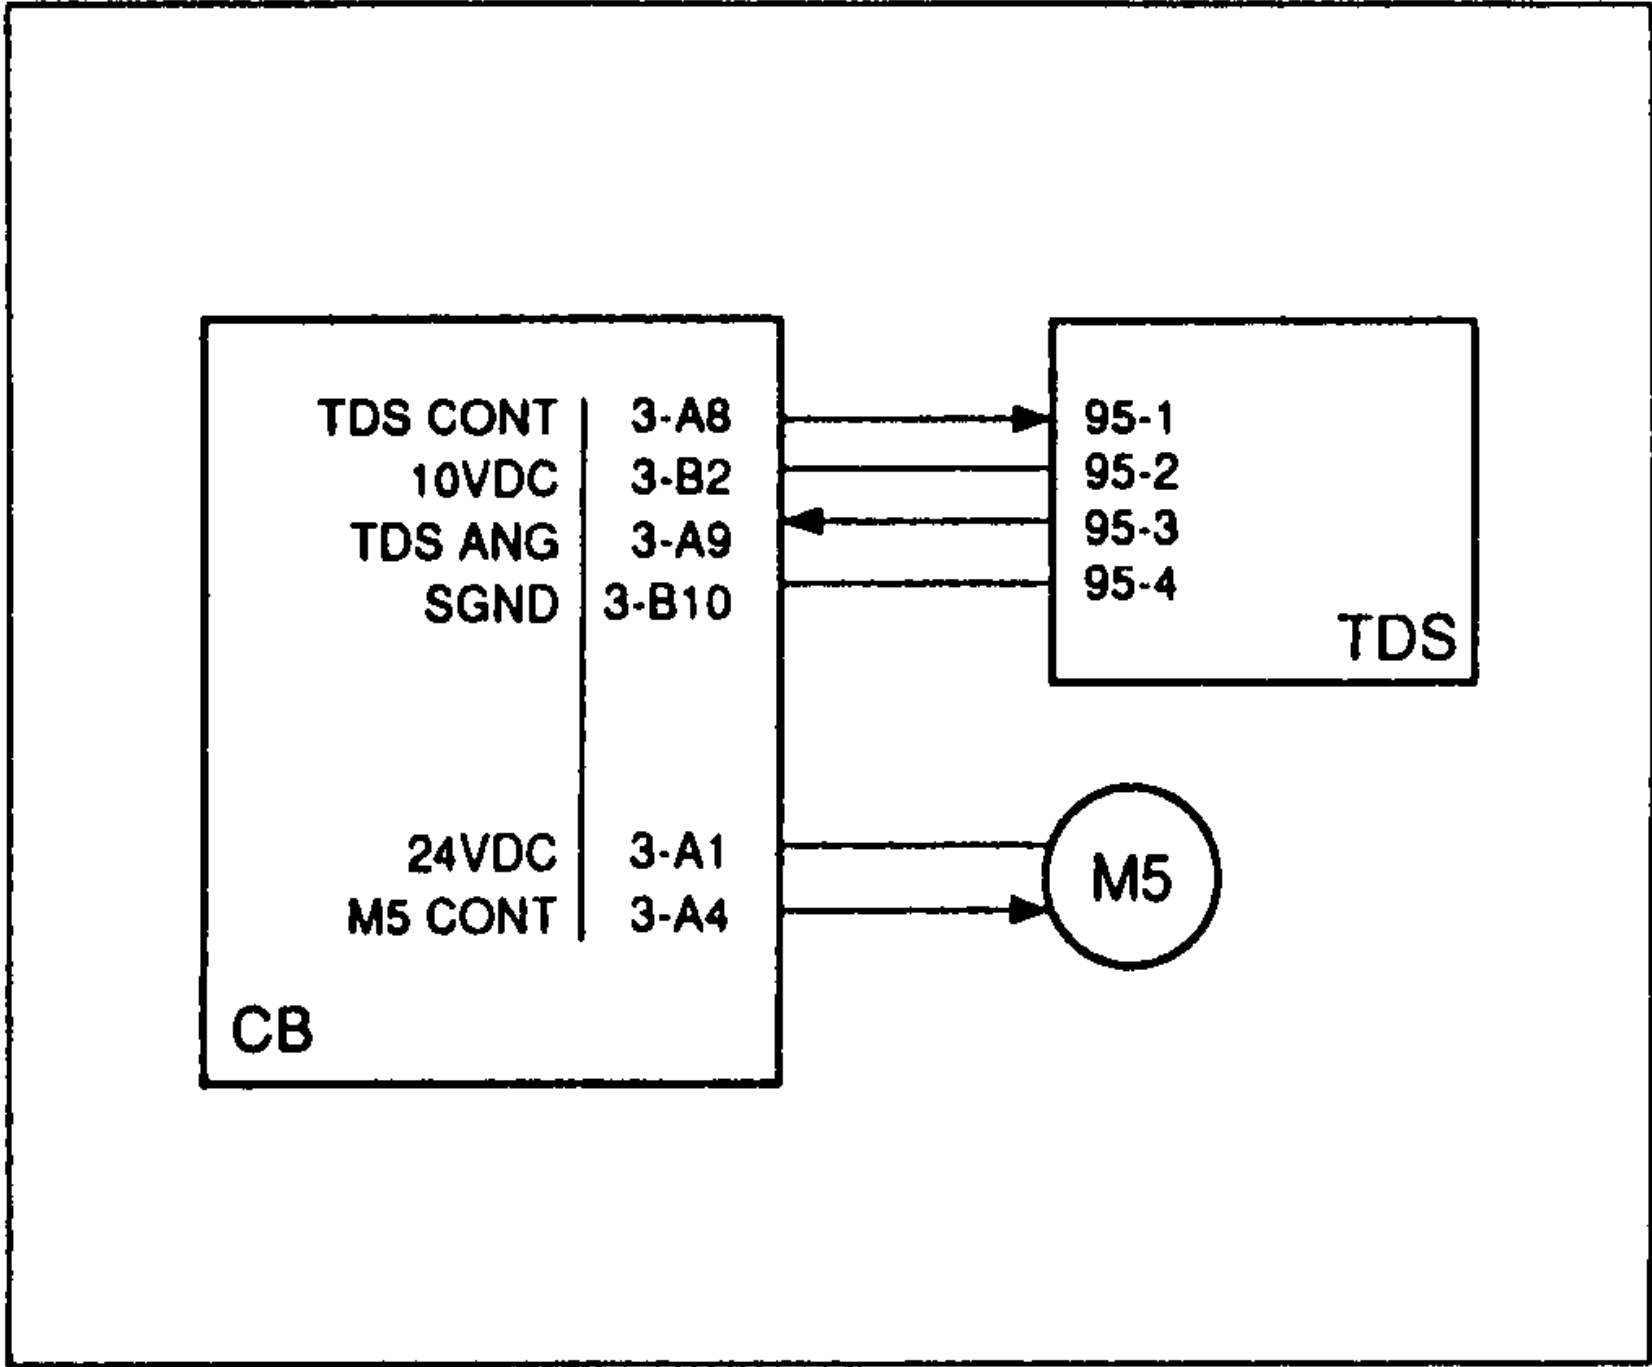 TDS CONT 3-A8 95-1
10VDC 3-B2 95-2
TDS ANG 3-A9 95-3
SGND 3-B10 95-4
TDS
24VDC 3-A1
M5
M5 CONT 3-A4
CB